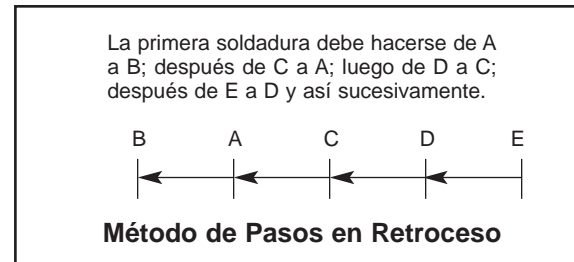 La primera soldadura debe hacerse de A
a B; después de C a A; luego de D a C;
después de E a D y así sucesivamente.
B A C D E
Método de Pasos en Retroceso